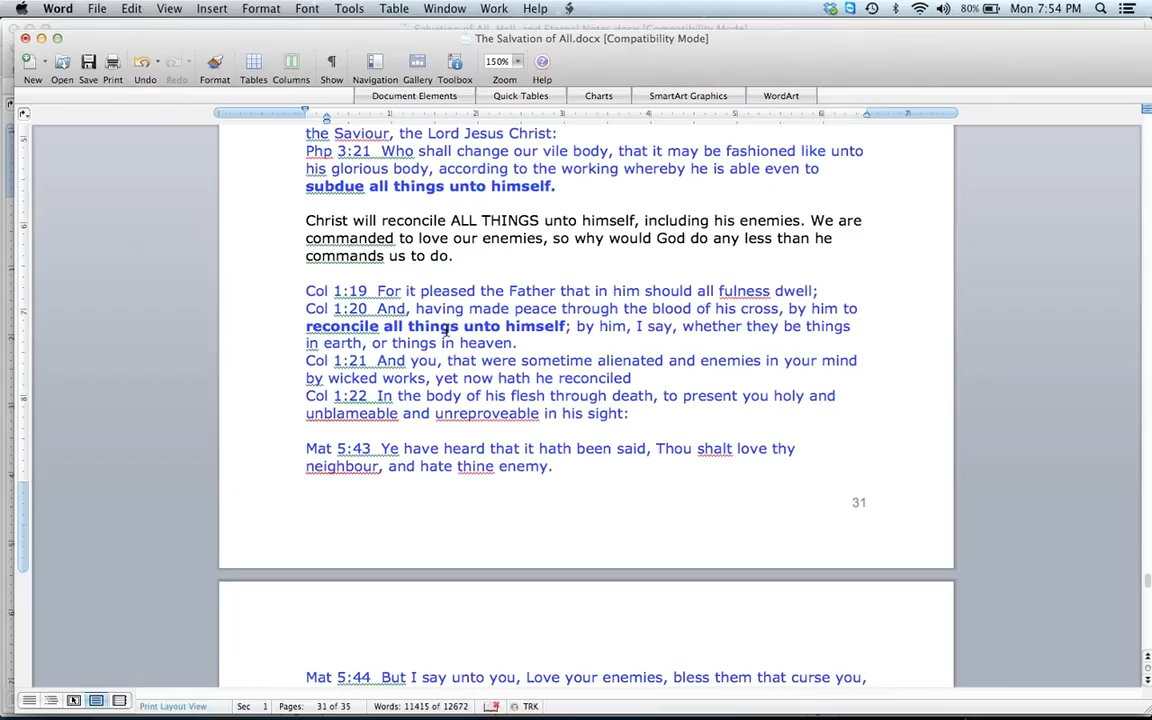 Word File Edit View Insert Format Font Tools Table Window Work Help 80% Mon 7:54 PM
The Salvation of All.docx [Compatibility Mode]
150%
New Open Save Print Undo Redo Format Tables Columns Show Navigation Gallery Toolbox Zoom Help
Document Elements Quick Tables Charts SmartArt Graphics WordArt
1 2 3 4 5 6 7
the Saviour, the Lord Jesus Christ:
Php 3:21 Who shall change our vile body, that it may be fashioned like unto
his glorious body, according to the working whereby he is able even to
subdue all things unto himself.
Christ will reconcile ALL THINGS unto himself, including his enemies. We are
commanded to love our enemies, so why would God do any less than he
commands us to do.
Col 1:19 For it pleased the Father that in him should all fulness dwell;
Col 1:20 And, having made peace through the blood of his cross, by him to
reconcile all things unto himself; by him, I say, whether they be things
in earth, or things in heaven.
Col 1:21 And you, that were sometime alienated and enemies in your mind
by wicked works, yet now hath he reconciled
Col 1:22 In the body of his flesh through death, to present you holy and
unblameable and unreproveable in his sight:
Mat 5:43 Ye have heard that it hath been said, Thou shalt love thy
neighbour, and hate thine enemy.
31
Mat 5:44 But I say unto you, Love your enemies, bless them that curse you,
Print Layout View Sec 1 Pages: 31 of 35 Words: 11415 of 12672 TRK